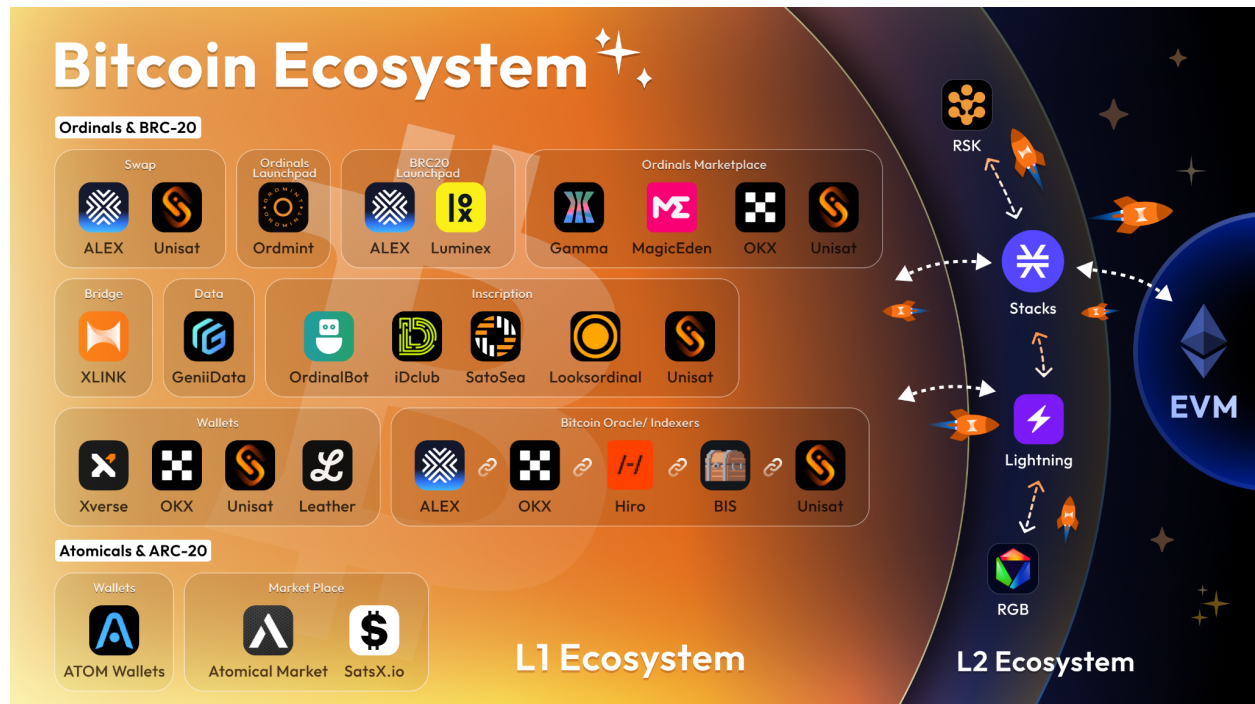 Bitcoin Ecosystem
Ordinals & BRC-20
Swap
ALEX
Unisat
Ordinals
Launchpad
Ordmint
BRC20
Launchpad
ALEX
Luminex
Ordinals Marketplace
Gamma
MagicEden
OKX
Unisat
Bridge
XLINK
Data
GeniiData
Inscription
OrdinalBot
iDclub
SatoSea
Looksordinal
Unisat
Wallets
Xverse
OKX
Unisat
Leather
Bitcoin Oracle/ Indexers
ALEX
OKX
Hiro
BIS
Unisat
Atomicals & ARC-20
Wallets
ATOM Wallets
Market Place
Atomical Market
SatsX.io
L1 Ecosystem
RSK
Stacks
Lightning
RGB
L2 Ecosystem
EVM